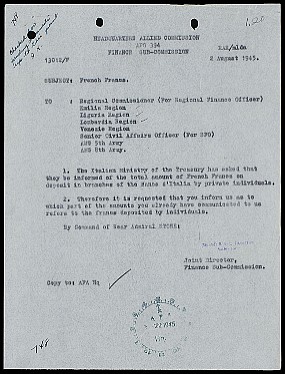 120
HEADQUARTERS ALLIED COMMISSION
APO 394
FINANCE SUB-COMMISSION
13012/F
2 August 1945.
SUBJECT: French Francs.
TO : Regional Commissioner (For Regional Finance Officer)
Emilia Region
Liguria Region
Lombardia Region
Venezie Region
Senior Civil Affairs Officer (For SFO)
AMG 5th Army
AMG 8th Army.
1. The Italian Ministry of the Treasury has asked that
they be informed of the total amount of French Francs on
deposit in branches of the Banca d'Italia by private individuals.
2. Therefore it is requested that you inform us as to
which part of the amounts you already have communicated to us
refers to the francs deposited by individuals.
By Command of Rear Admiral STONE:
Joint Director,
Finance Sub-Commission.
Copy to: AFA Hq